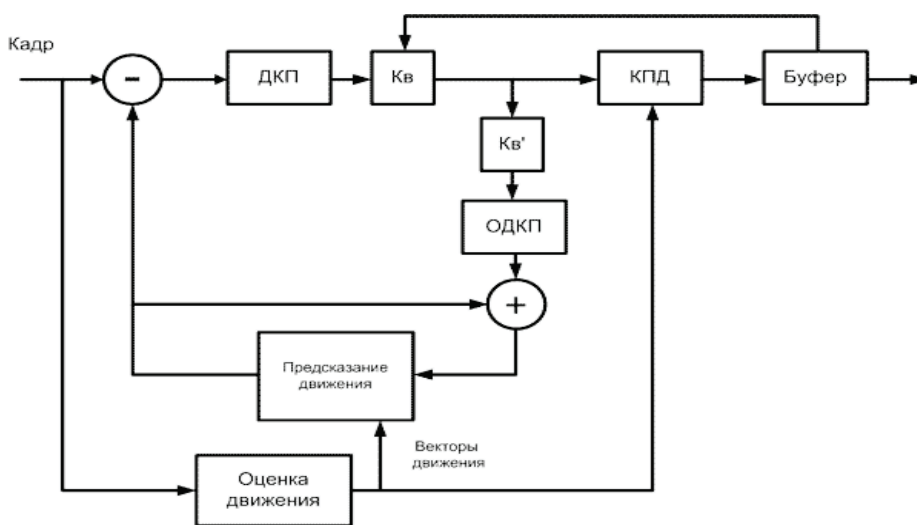 Кадр
ДКП
Кв
КПД
Буфер
Кв'
ОДКП
Предсказание
движения
Векторы
движения
Оценка
движения